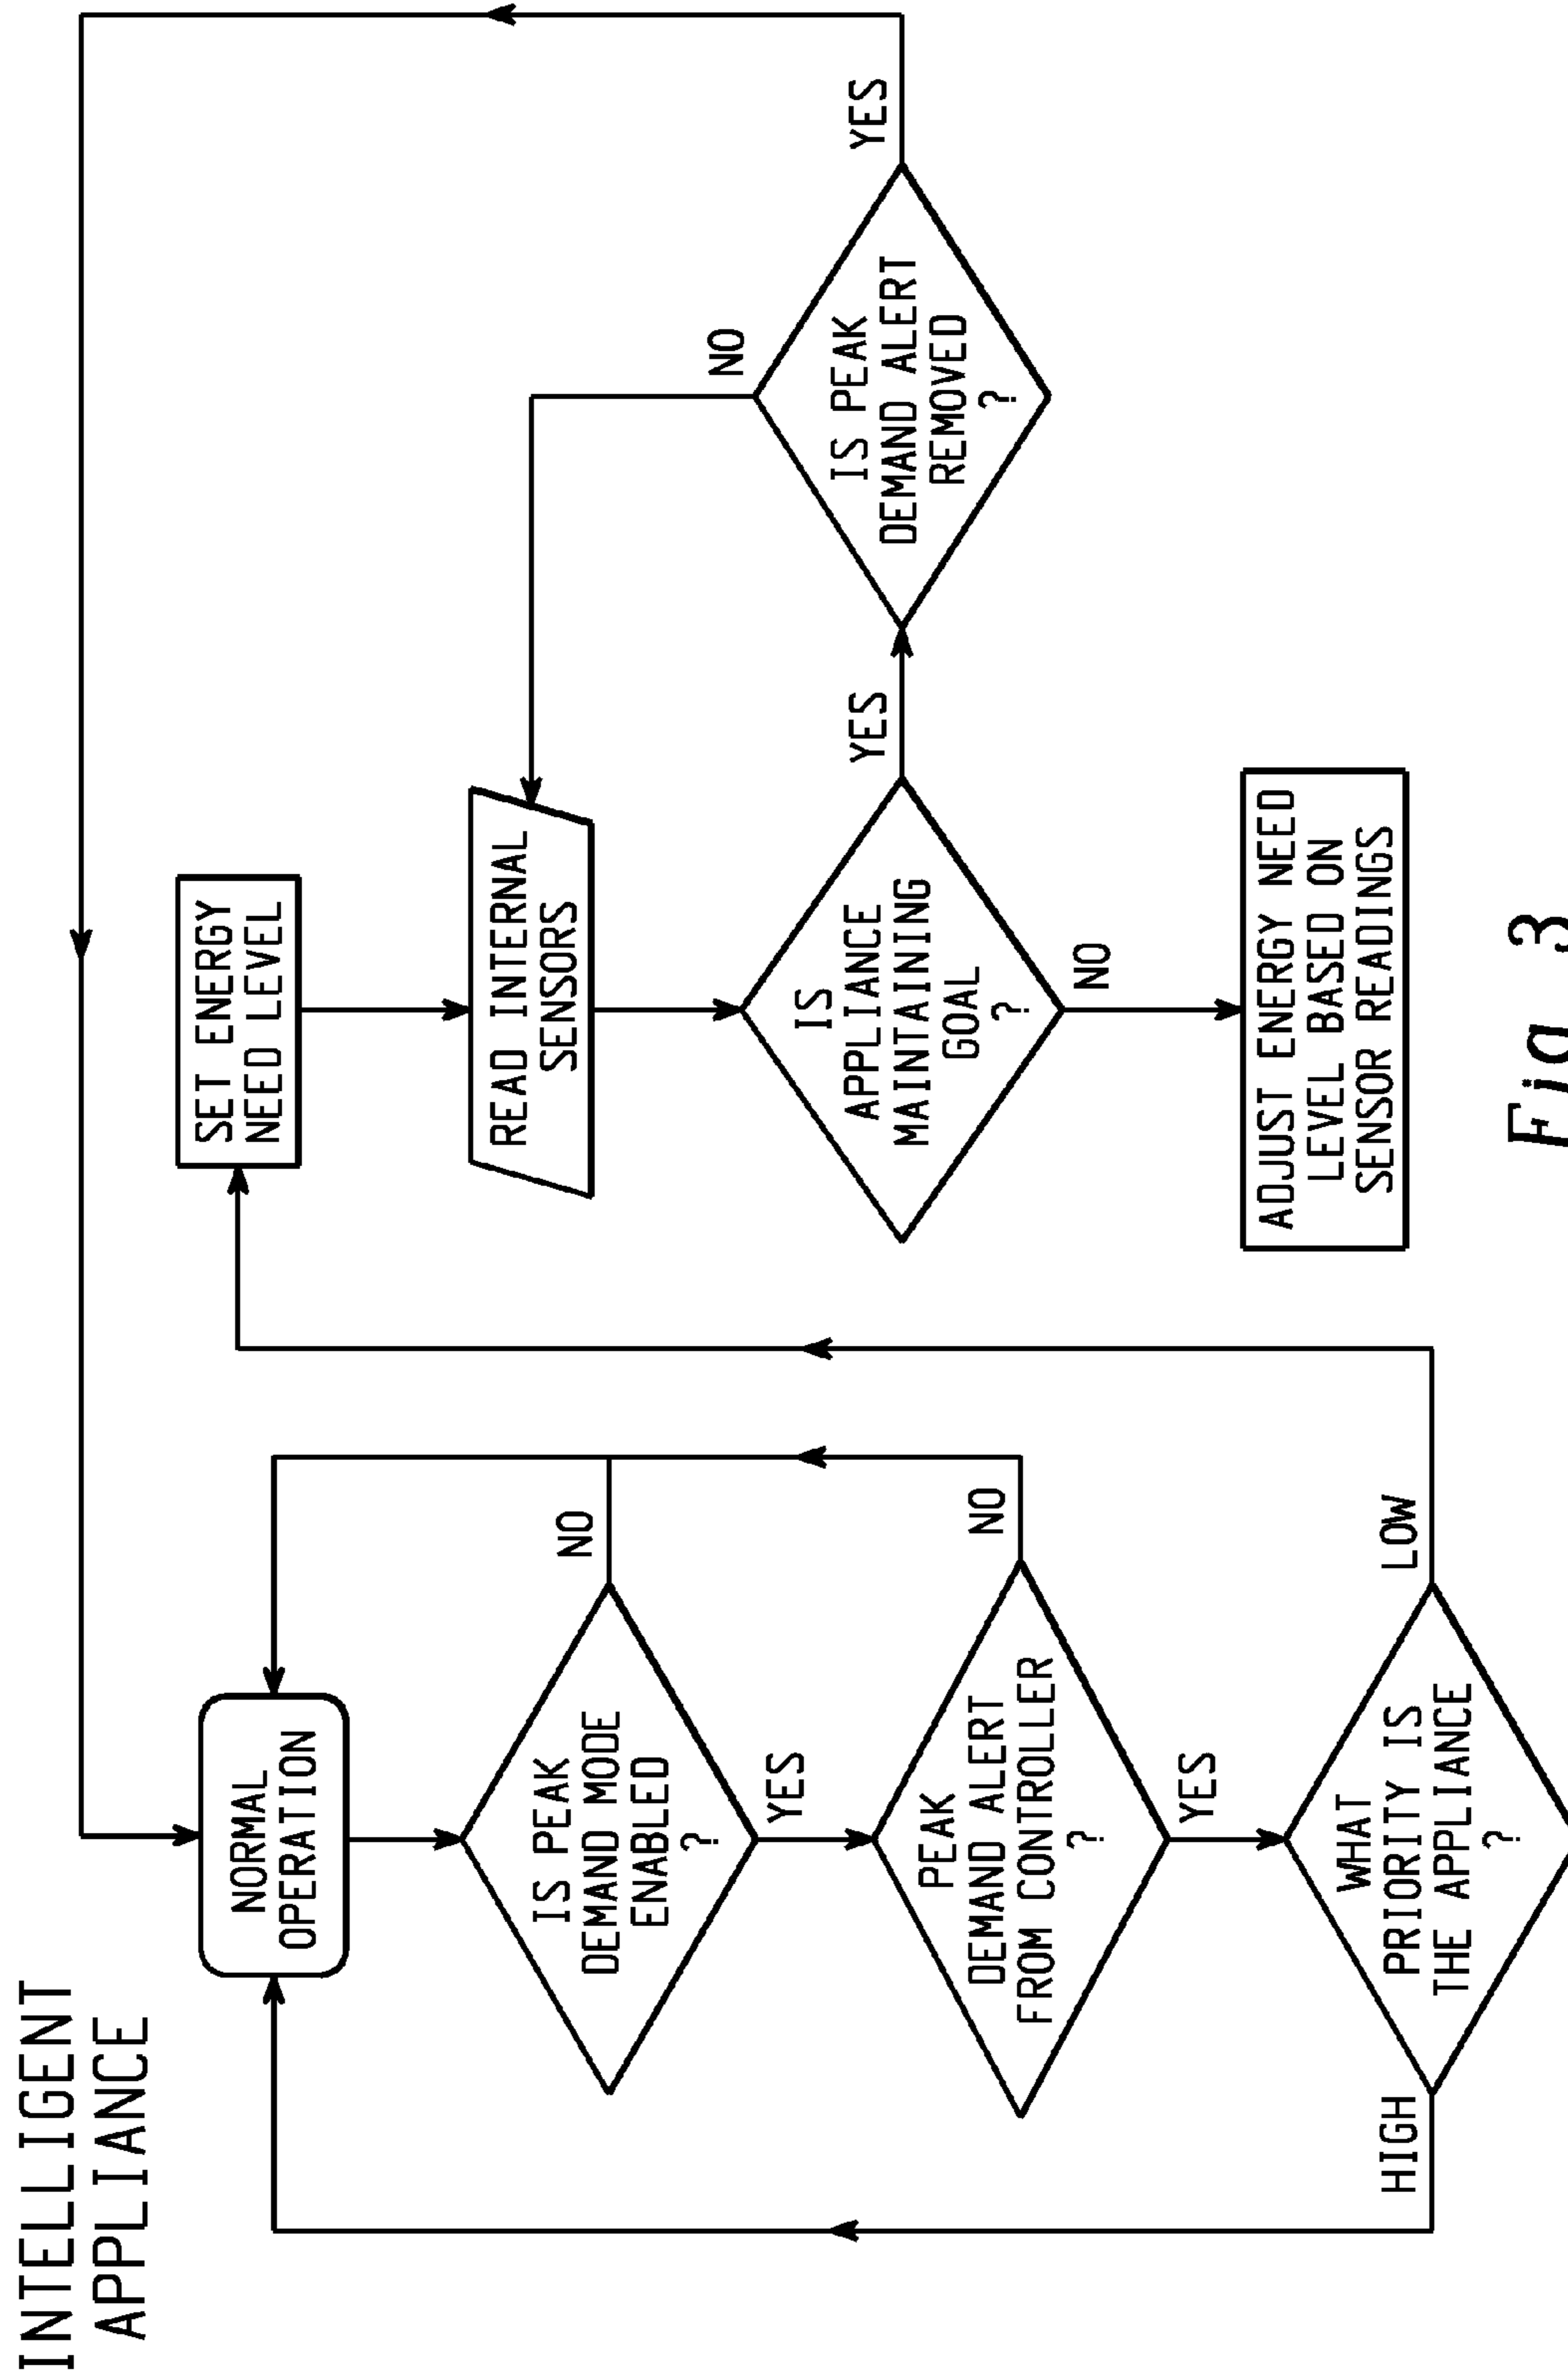 INTELLIGENT
APPLIANCE
NORMAL
OPERATION
IS PEAK
DEMAND MODE
ENABLED
?
NO
YES
PEAK
DEMAND ALERT
FROM CONTROLLER
?
NO
YES
WHAT
PRIORITY IS
THE APPLIANCE
?
HIGH
LOW
SET ENERGY
NEED LEVEL
READ INTERNAL
SENSORS
IS
APPLIANCE
MAINTAINING
GOAL
?
YES
NO
IS PEAK
DEMAND ALERT
REMOVED
?
NO
YES
ADJUST ENERGY NEED
LEVEL BASED ON
SENSOR READINGS
Fig. 3